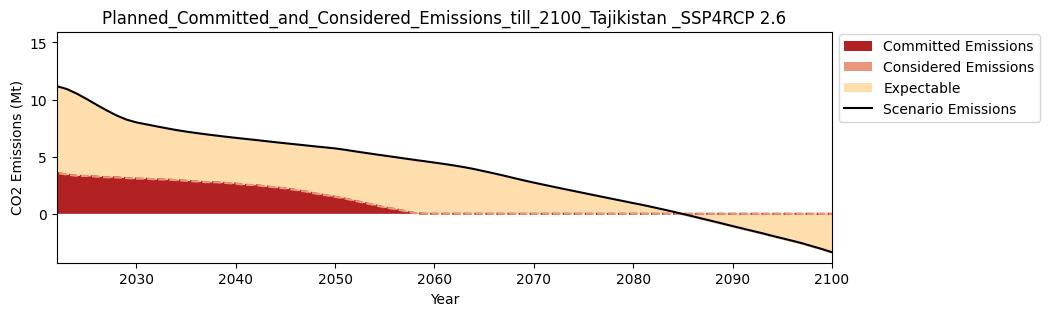 Planned_Committed_and_Considered_Emissions_till_2100_Tajikistan _SSP4RCP 2.6
CO2 Emissions (Mt)
15
10
5
0
2030 2040 2050 2060 2070 2080 2090 2100
Year
Committed Emissions
Considered Emissions
Expectable
Scenario Emissions